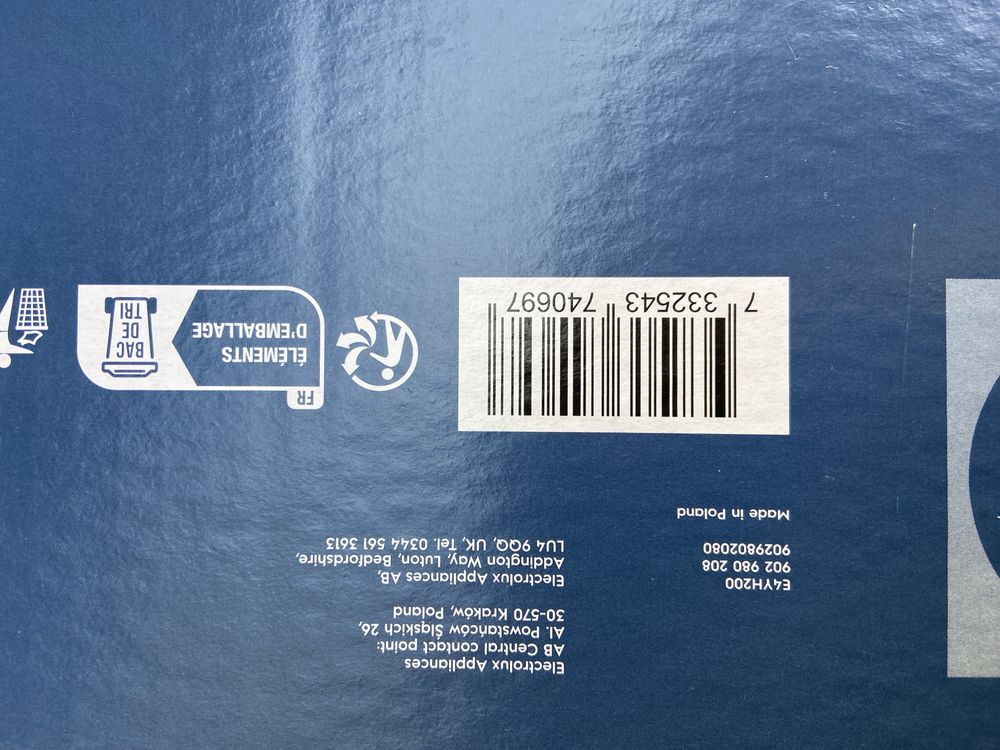 Electrolux Appliances
AB Central contact point:
Al. Powstańców Śląskich 26,
30-570 Kraków, Poland
Electrolux Appliances AB,
Addington Way, Luton, Bedfordshire,
LU4 9QQ, UK, Tel. 0344 561 3613
E4YH200
902 980 208
9029802080
Made in Poland
7 332543 740697
FR
ÉLÉMENTS
D'EMBALLAGE
BAC
DE
TRI